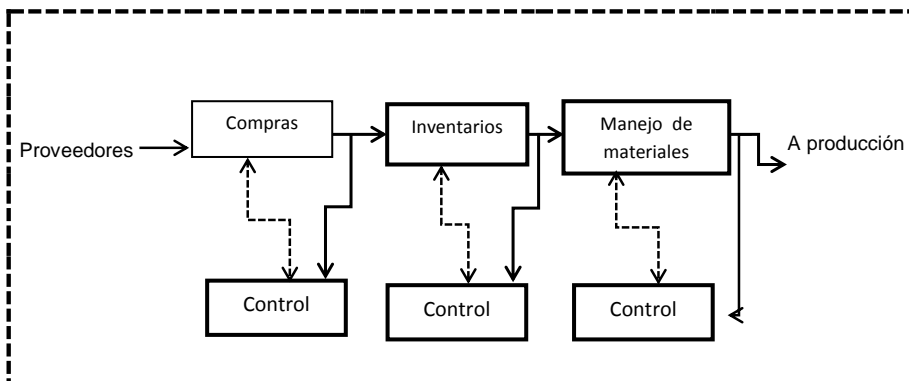 Proveedores
Compras
Inventarios
Manejo de
materiales
A producción
Control
Control
Control